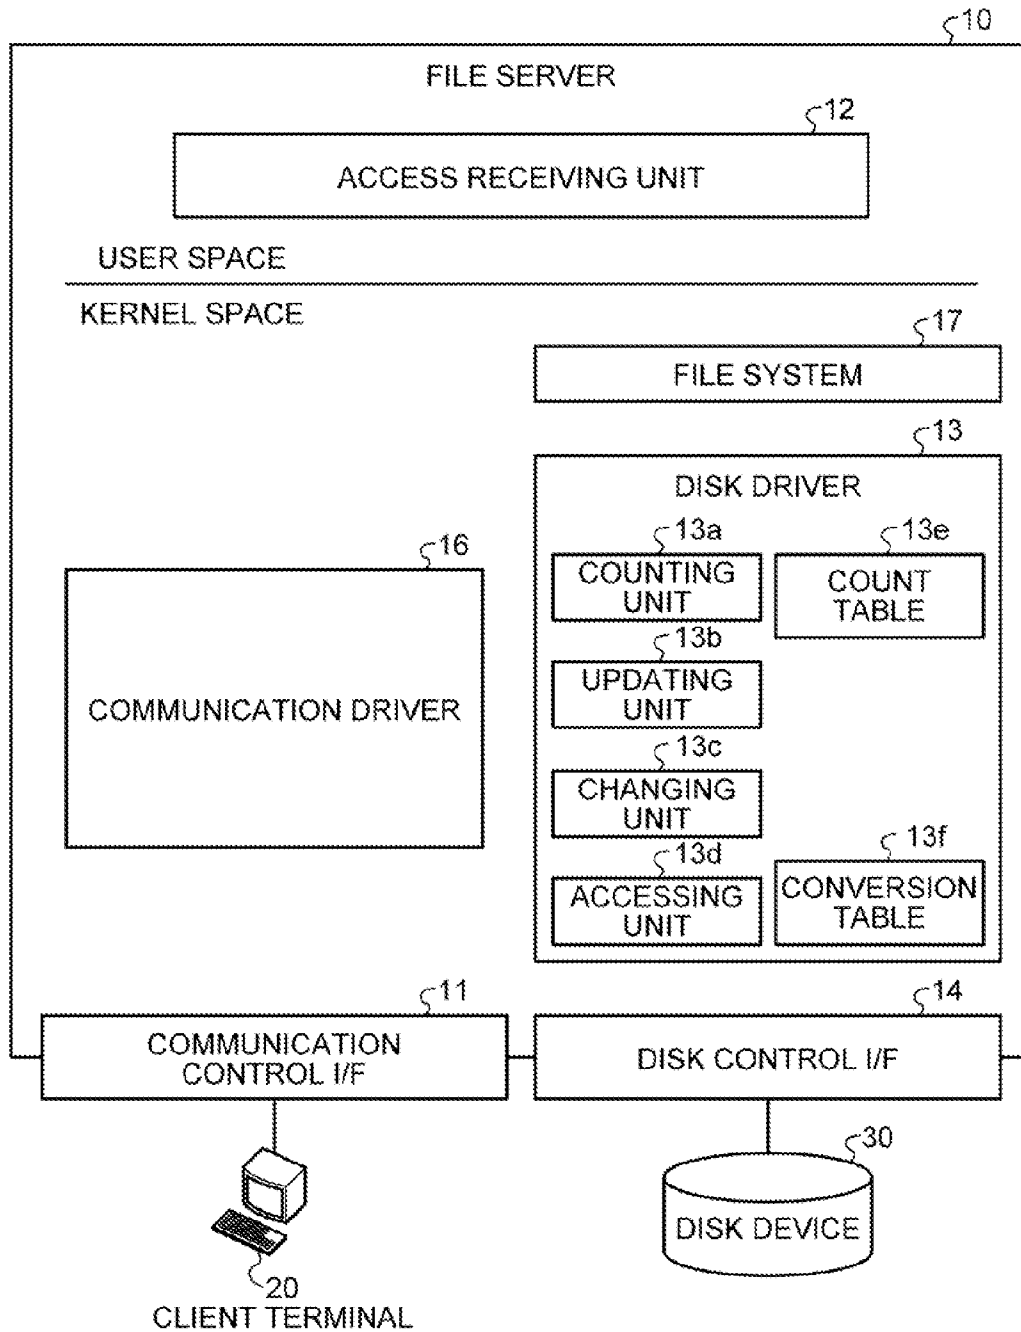 10
FILE SERVER
12
ACCESS RECEIVING UNIT
USER SPACE
KERNEL SPACE
17
FILE SYSTEM
13
DISK DRIVER
16
COMMUNICATION DRIVER
13a
COUNTING
UNIT
13e
COUNT
TABLE
13b
UPDATING
UNIT
13c
CHANGING
UNIT
13d
ACCESSING
UNIT
13f
CONVERSION
TABLE
11
COMMUNICATION
CONTROL I/F
14
DISK CONTROL I/F
30
DISK DEVICE
20
CLIENT TERMINAL